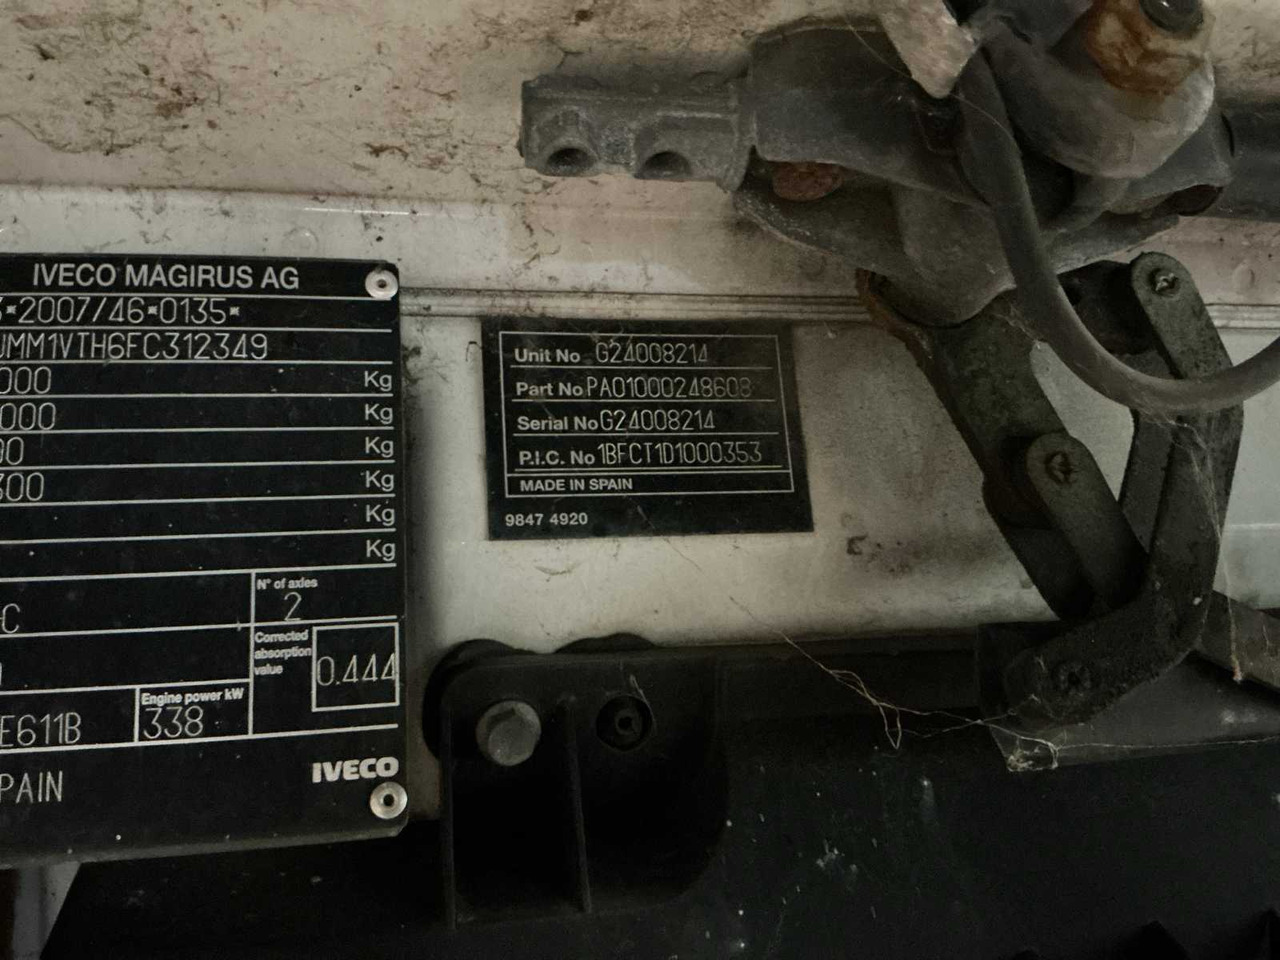 IVECO MAGIRUS AG
*2007/46*0135*
JMM1VTH6FC312349
000 Kg
000 Kg
00 Kg
300 Kg
Kg
Kg
N° of axles
2
C
Corrected absorption value
0.444
Engine power kW
338
E611B
PAIN
IVECO
Unit No G24008214
Part No PA01000248608
Serial No G24008214
P.I.C. No 1BFCT1D1000353
MADE IN SPAIN
9847 4920